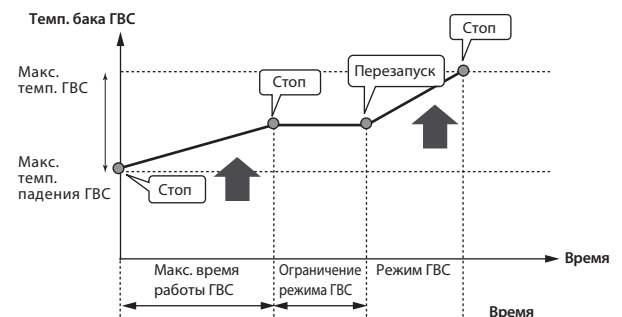 Темп. бака ГВС
Стоп
Макс.
темп. ГВС
Стоп
Перезапуск
Макс.
темп.
падения ГВС
Стоп
Время
Макс. время
работы ГВС
Ограничение
режима ГВС
Режим ГВС
Время